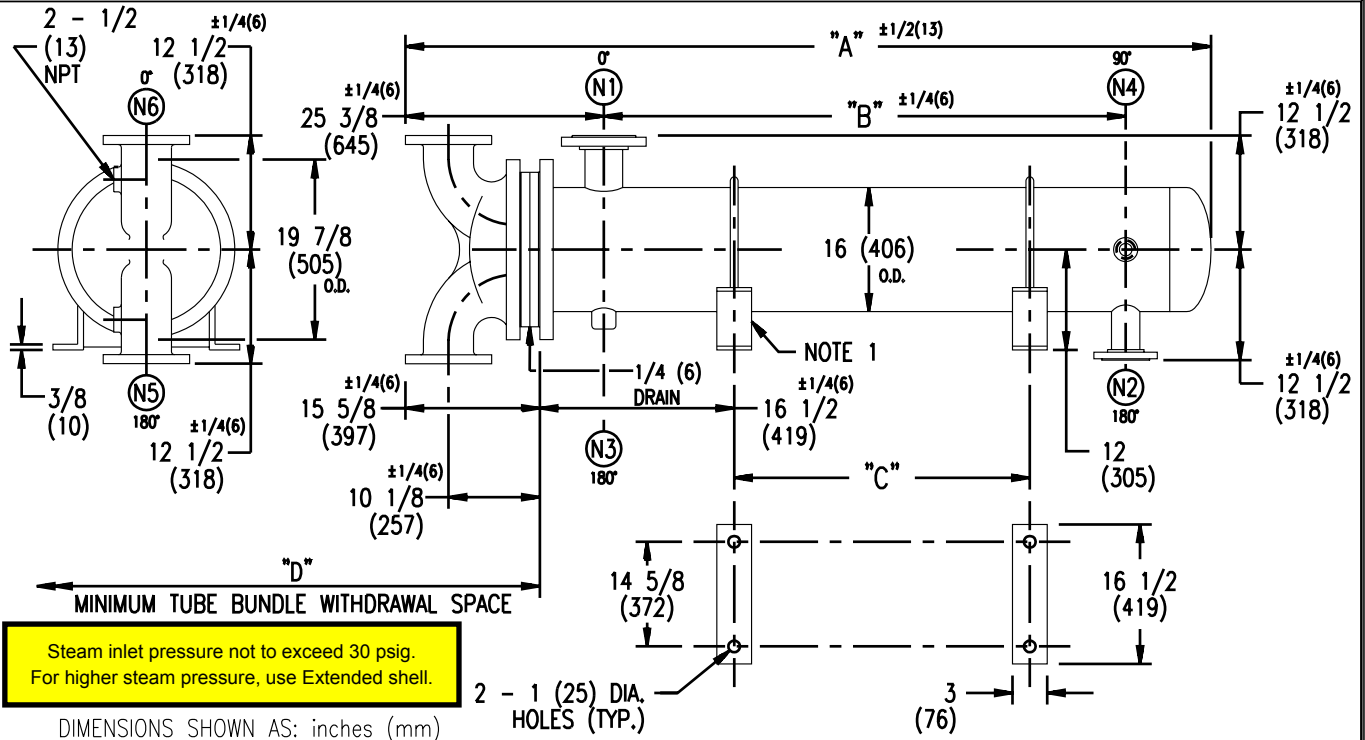 2 - 1/2
(13)
NPT
±1/4(6)
12 1/2
(318)
0°
N6
"A" ±1/2(13)
±1/4(6)
25 3/8
(645)
0°
N1
"B" ±1/4(6)
90°
N4
±1/4(6)
12 1/2
(318)
19 7/8
(505)
O.D.
16 (406)
O.D.
NOTE 1
3/8
(10)
N5
180°
±1/4(6)
12 1/2
(318)
±1/4(6)
15 5/8
(397)
1/4 (6)
DRAIN
±1/4(6)
16 1/2
(419)
N3
180°
N2
180°
±1/4(6)
12 1/2
(318)
12
(305)
±1/4(6)
10 1/8
(257)
"C"
"D"
MINIMUM TUBE BUNDLE WITHDRAWAL SPACE
14 5/8
(372)
16 1/2
(419)
Steam inlet pressure not to exceed 30 psig.
For higher steam pressure, use Extended shell.
2 - 1 (25) DIA.
HOLES (TYP.)
3
(76)
DIMENSIONS SHOWN AS: inches (mm)